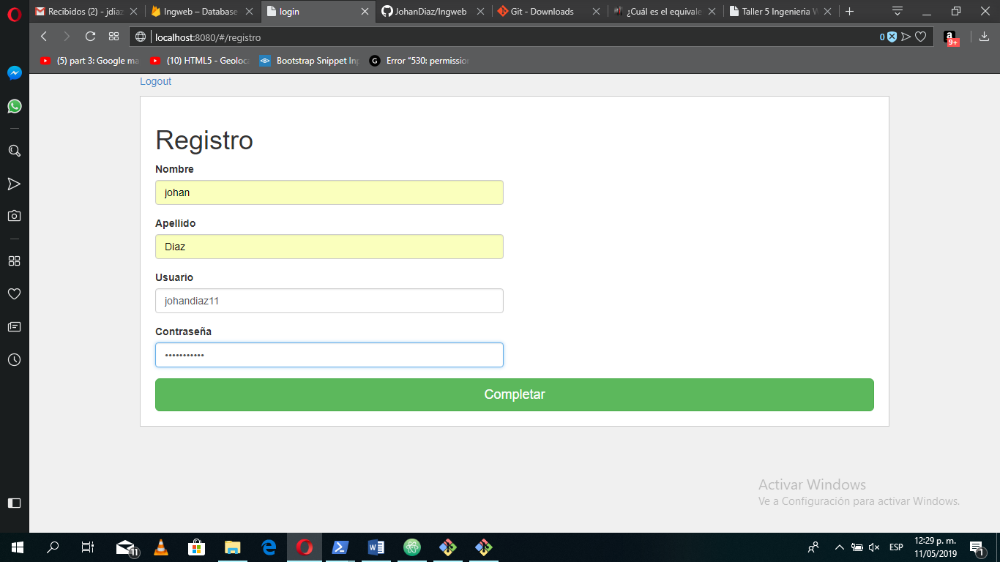 Recibidos (2) - jdiaz
Ingweb – Database
login
JohanDiaz/Ingweb
Git - Downloads
¿Cuál es el equivale
Taller 5 Ingenieria W
localhost:8080/#/registro
0
a
9+
(5) part 3: Google ma
(10) HTML5 - Geoloc
<B>
Bootstrap Snippet Inp
G
Error “530: permission
Logout
Registro
Nombre
johan
Apellido
Diaz
Usuario
johandiaz11
Contraseña
•••••••••••
Completar
Activar Windows
Ve a Configuración para activar Windows.
11
ESP
12:29 p. m.
11/05/2019
1